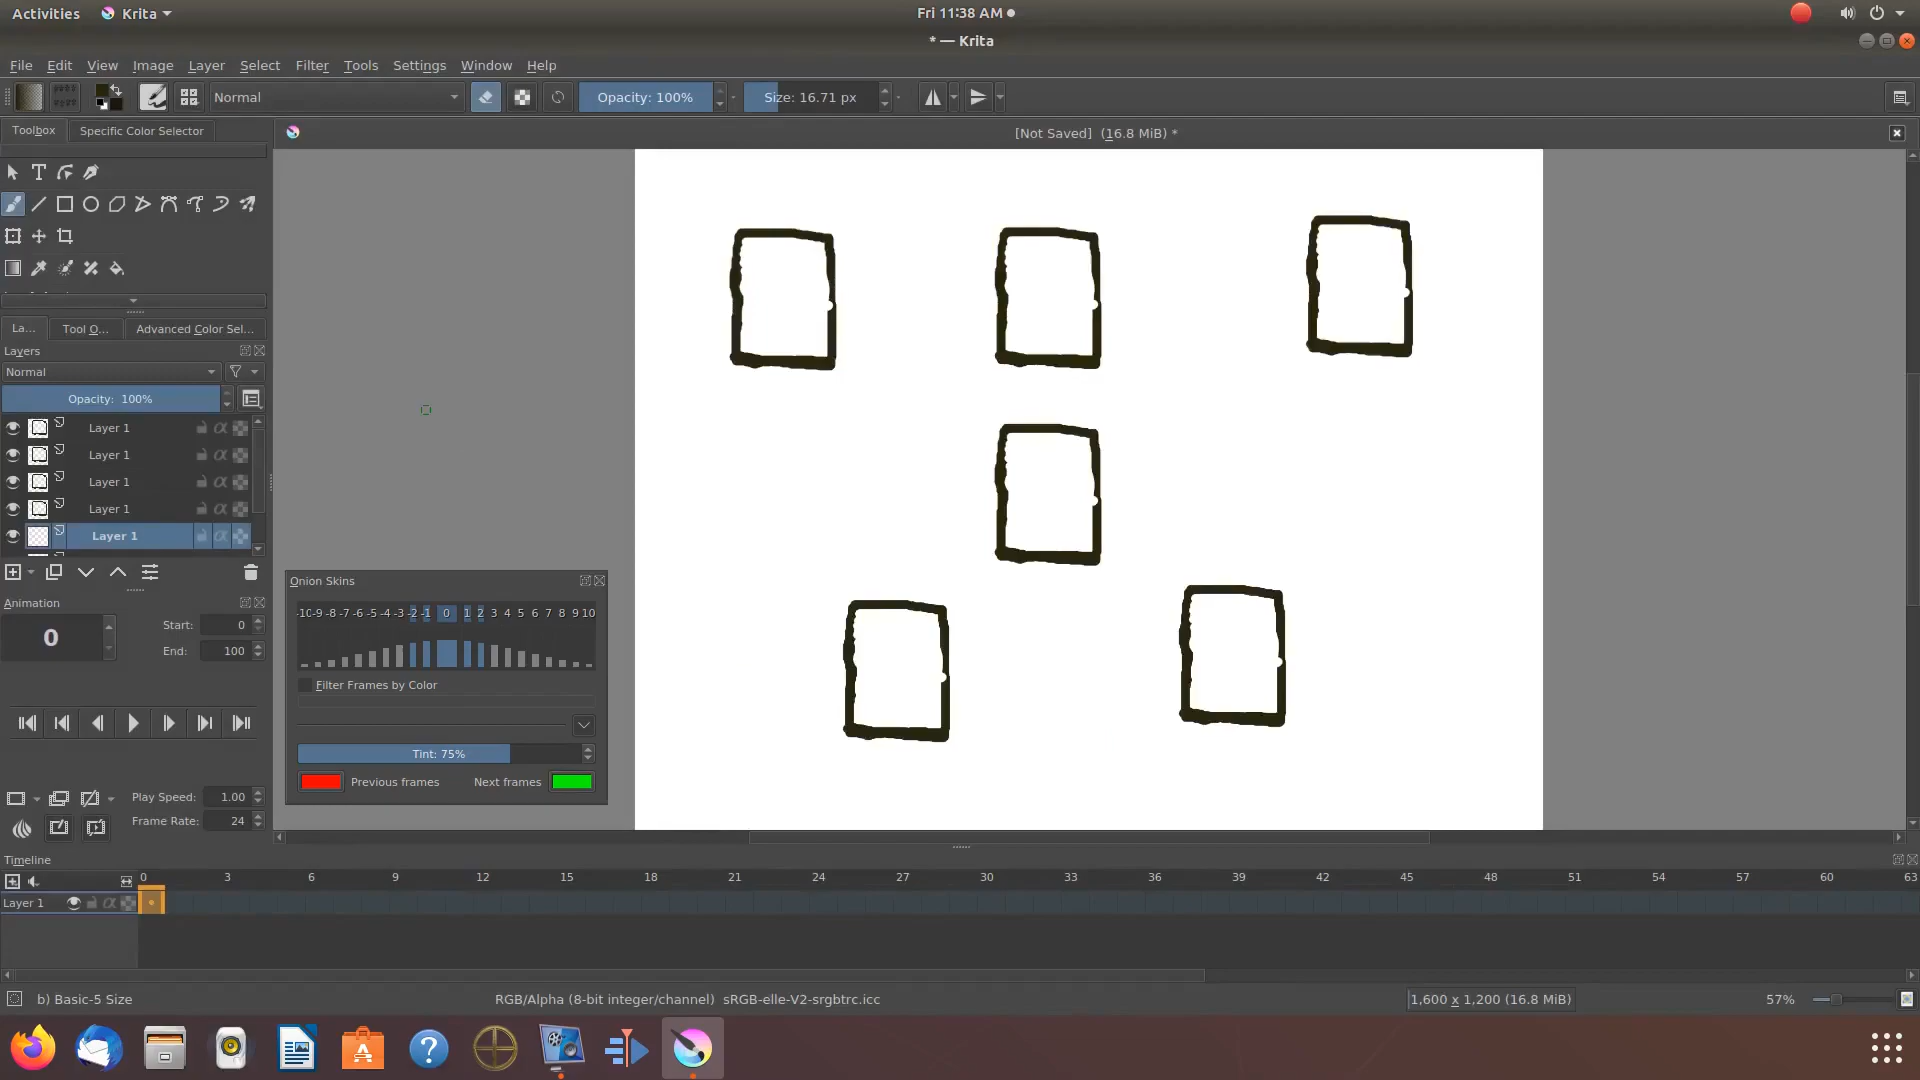 Activities Krita Fri 11:38 AM
* — Krita
File Edit View Image Layer Select Filter Tools Settings Window Help
Normal Opacity: 100% Size: 16.71 px
Toolbox Specific Color Selector [Not Saved] (16.8 MiB) *
La... Tool O... Advanced Color Sel...
Layers
Normal
Opacity: 100%
Layer 1
Layer 1
Layer 1
Layer 1
Layer 1
Onion Skins
-10 -9 -8 -7 -6 -5 -4 -3 -2 -1 0 1 2 3 4 5 6 7 8 9 10
Filter Frames by Color
Tint: 75%
Previous frames Next frames
Animation
0 Start: 0
End: 100
Play Speed: 1.00
Frame Rate: 24
Timeline
0 3 6 9 12 15 18 21 24 27 30 33 36 39 42 45 48 51 54 57 60 63
Layer 1
b) Basic-5 Size RGB/Alpha (8-bit integer/channel) sRGB-elle-V2-srgbtrc.icc 1,600 x 1,200 (16.8 MiB) 57%